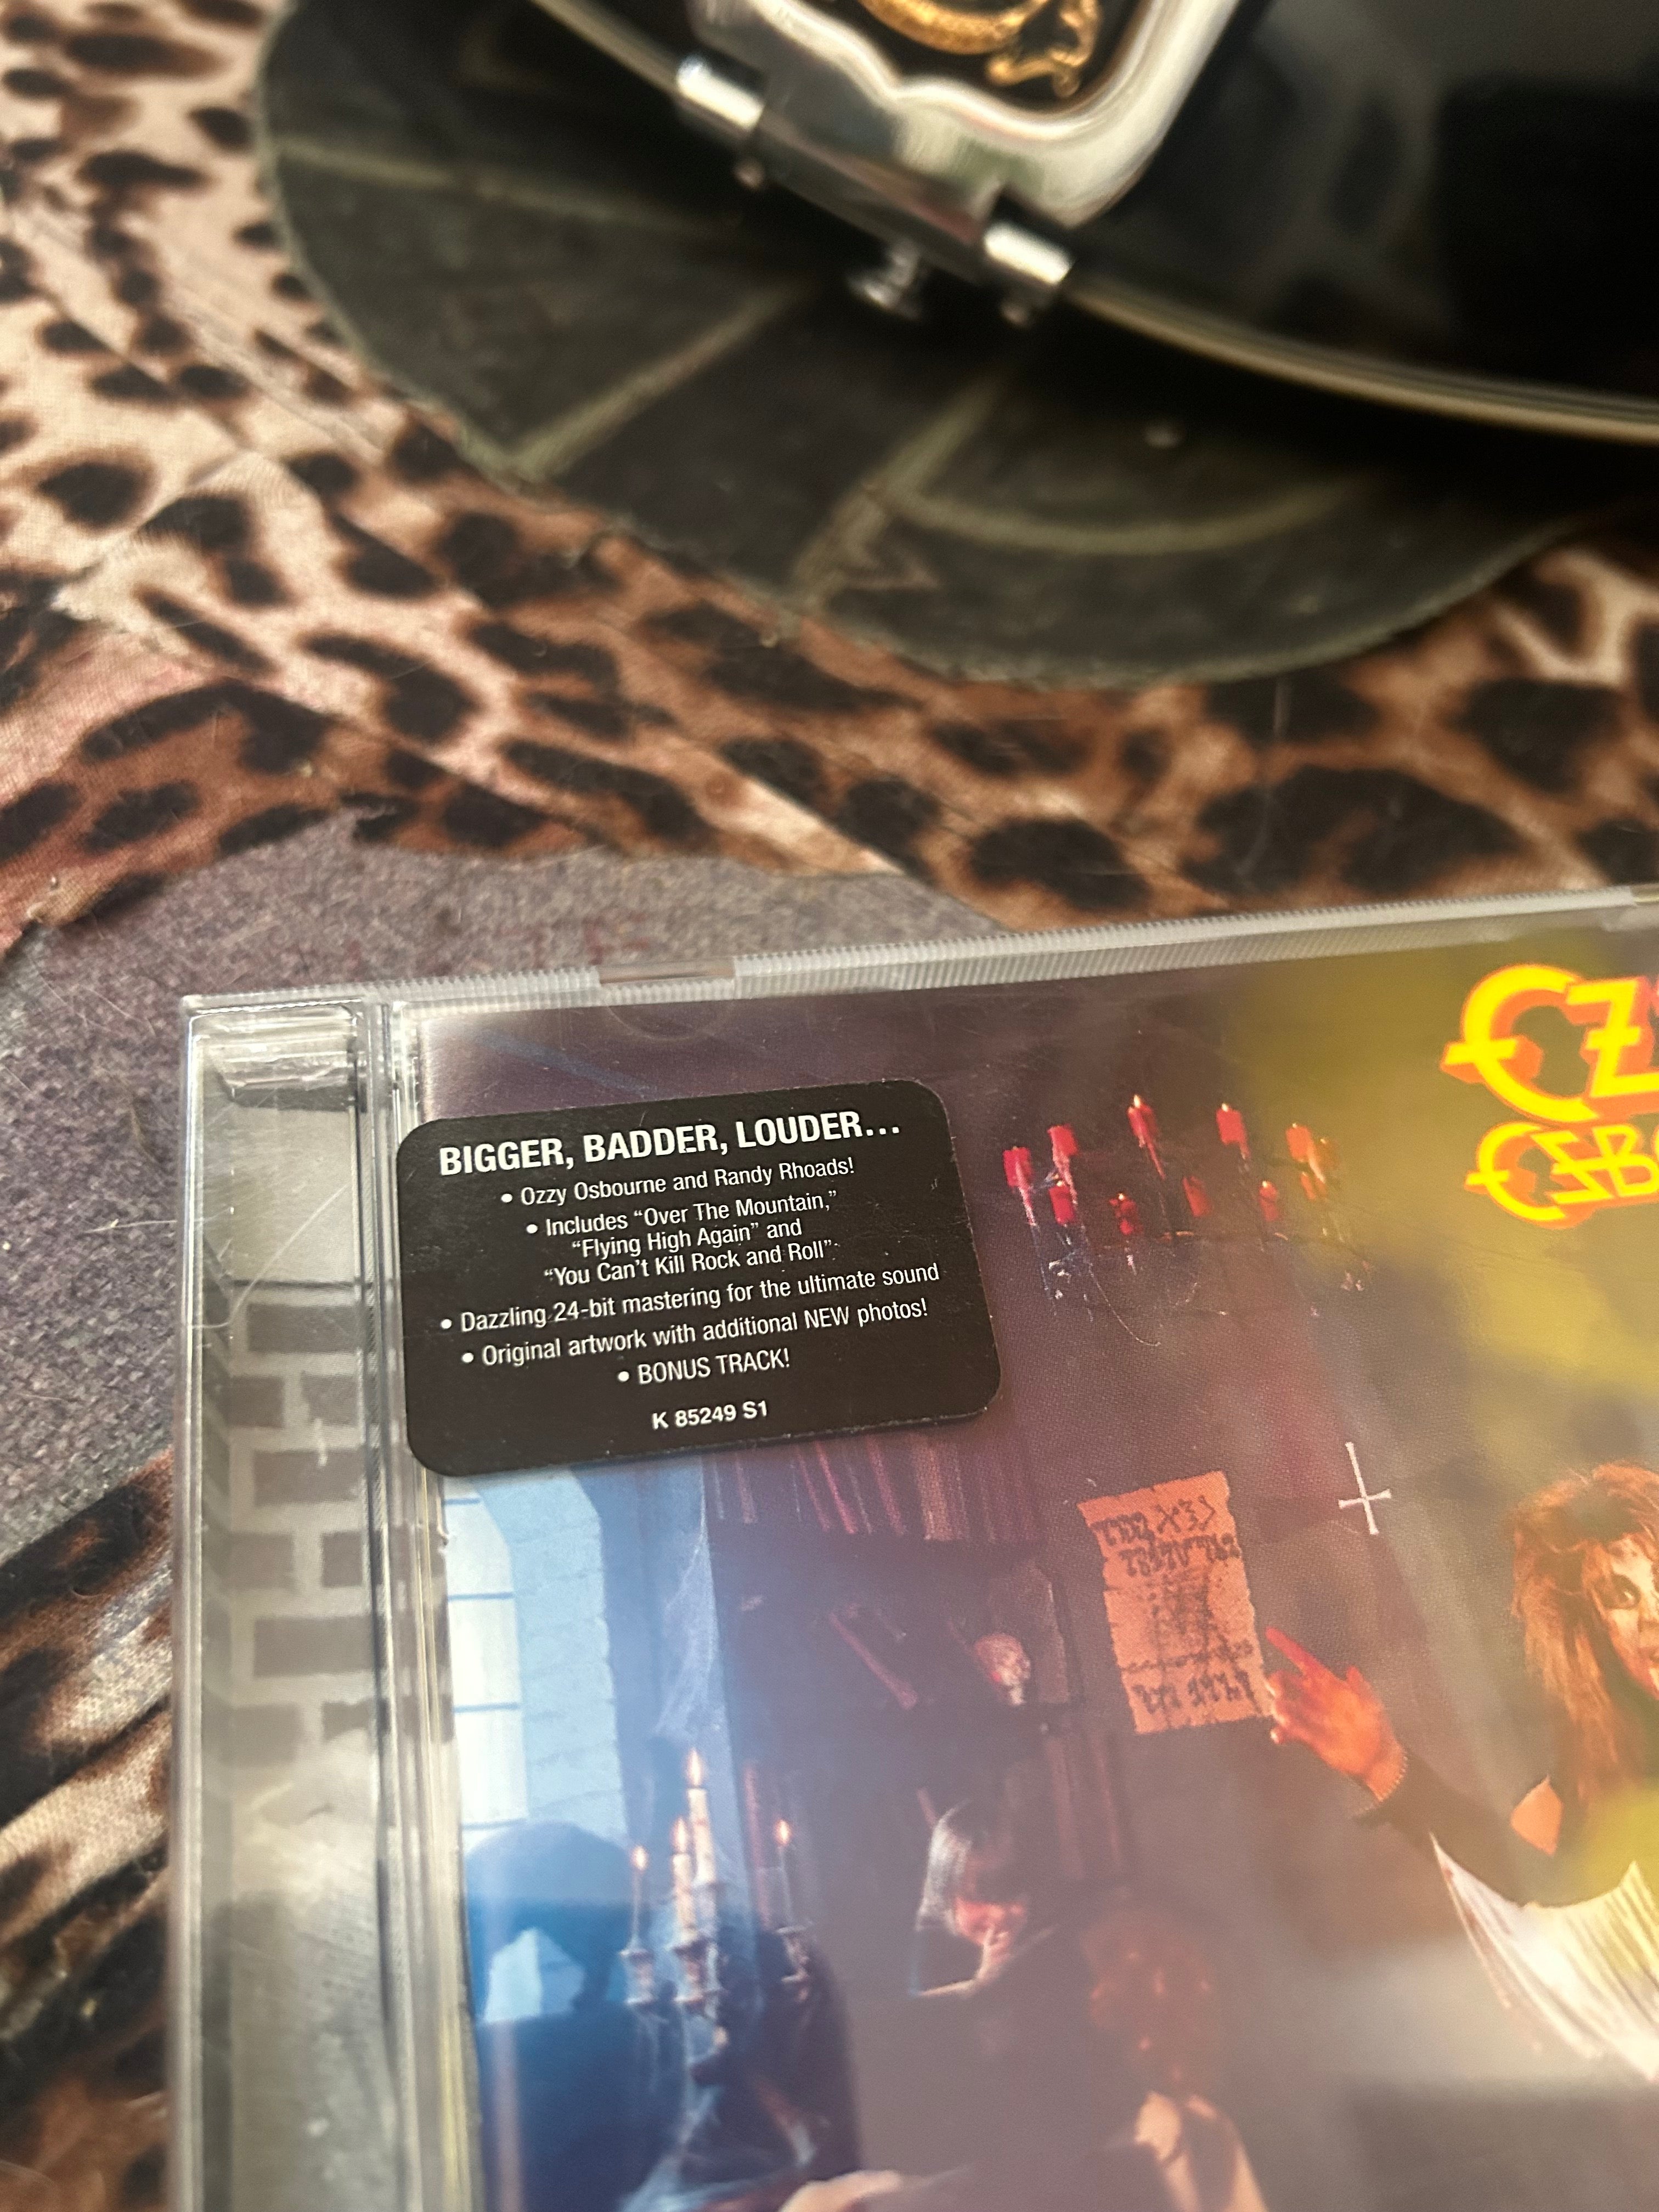 BIGGER, BADDER, LOUDER...
• Ozzy Osbourne and Randy Rhoads!
• Includes “Over The Mountain,”
“Flying High Again” and
“You Can’t Kill Rock and Roll”
• Dazzling 24-bit mastering for the ultimate sound
• Original artwork with additional NEW photos!
• BONUS TRACK!
K 85249 S1